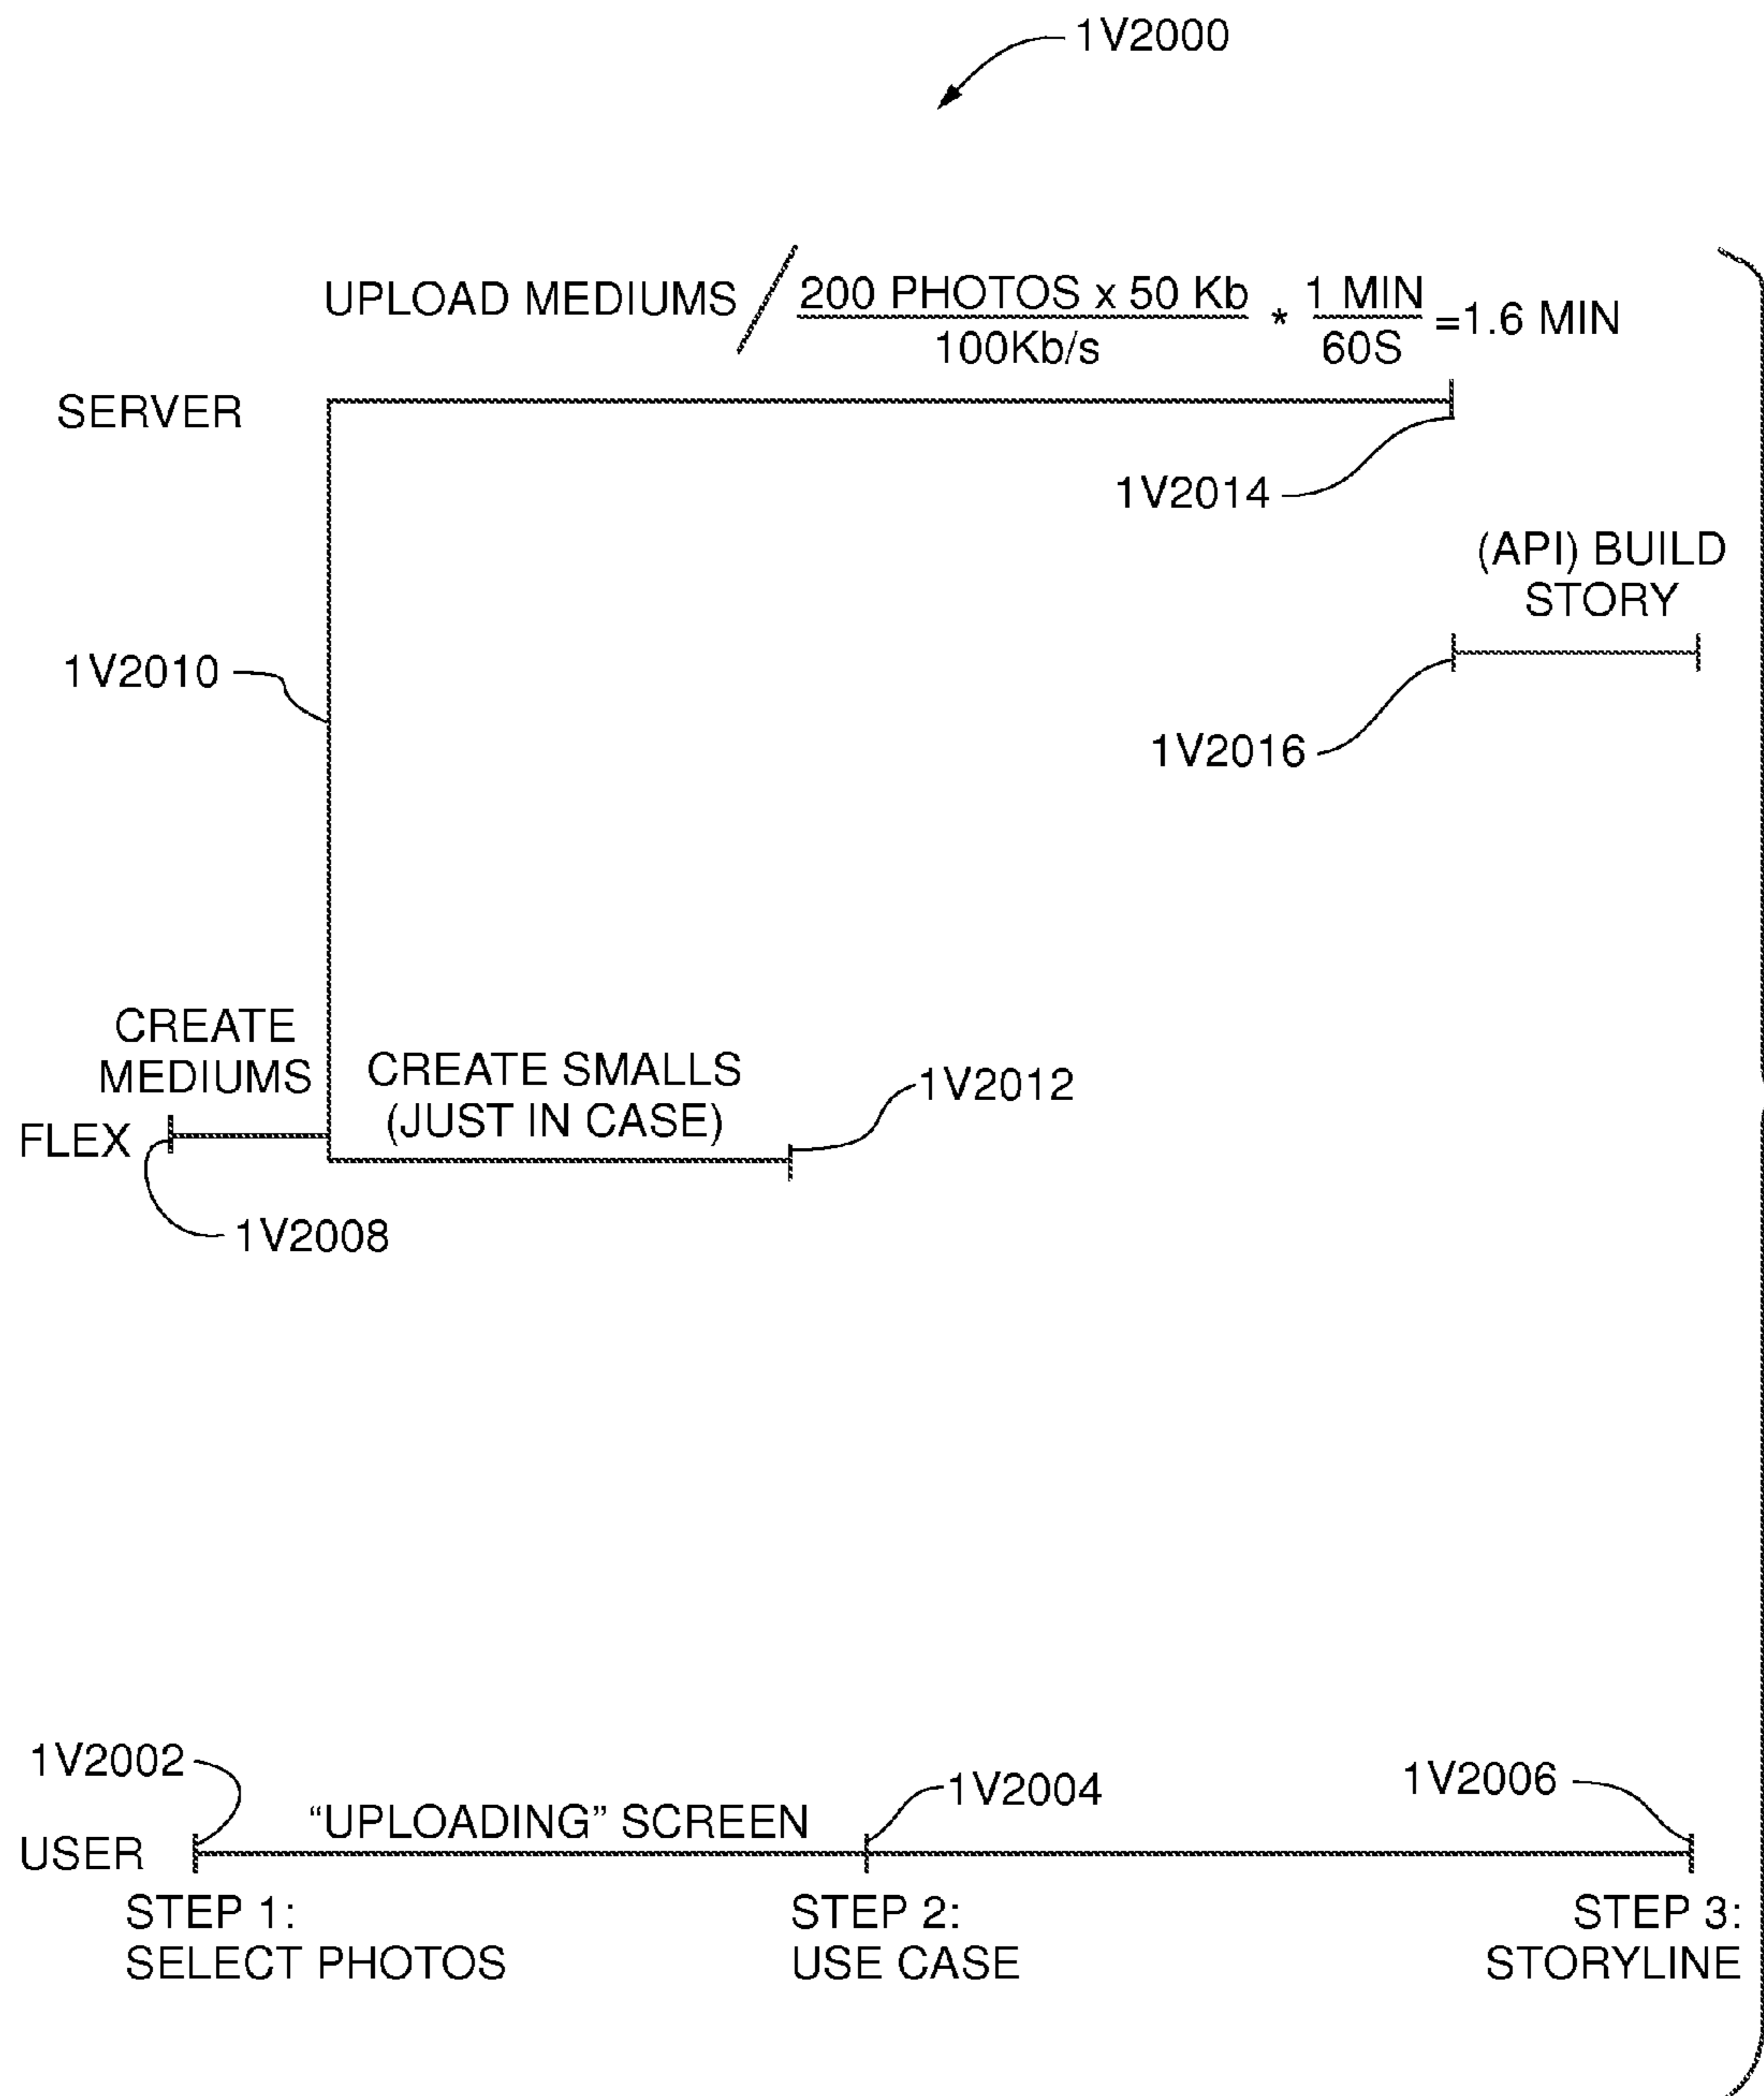 1V2000
UPLOAD MEDIUMS / 200 PHOTOS x 50 Kb * 1 MIN =1.6 MIN
100Kb/s 60S
SERVER
1V2014
(API) BUILD
STORY
1V2010
1V2016
CREATE
MEDIUMS
CREATE SMALLS
(JUST IN CASE)
1V2012
FLEX
1V2008
1V2002
"UPLOADING" SCREEN
1V2004
1V2006
USER
STEP 1:
SELECT PHOTOS
STEP 2:
USE CASE
STEP 3:
STORYLINE